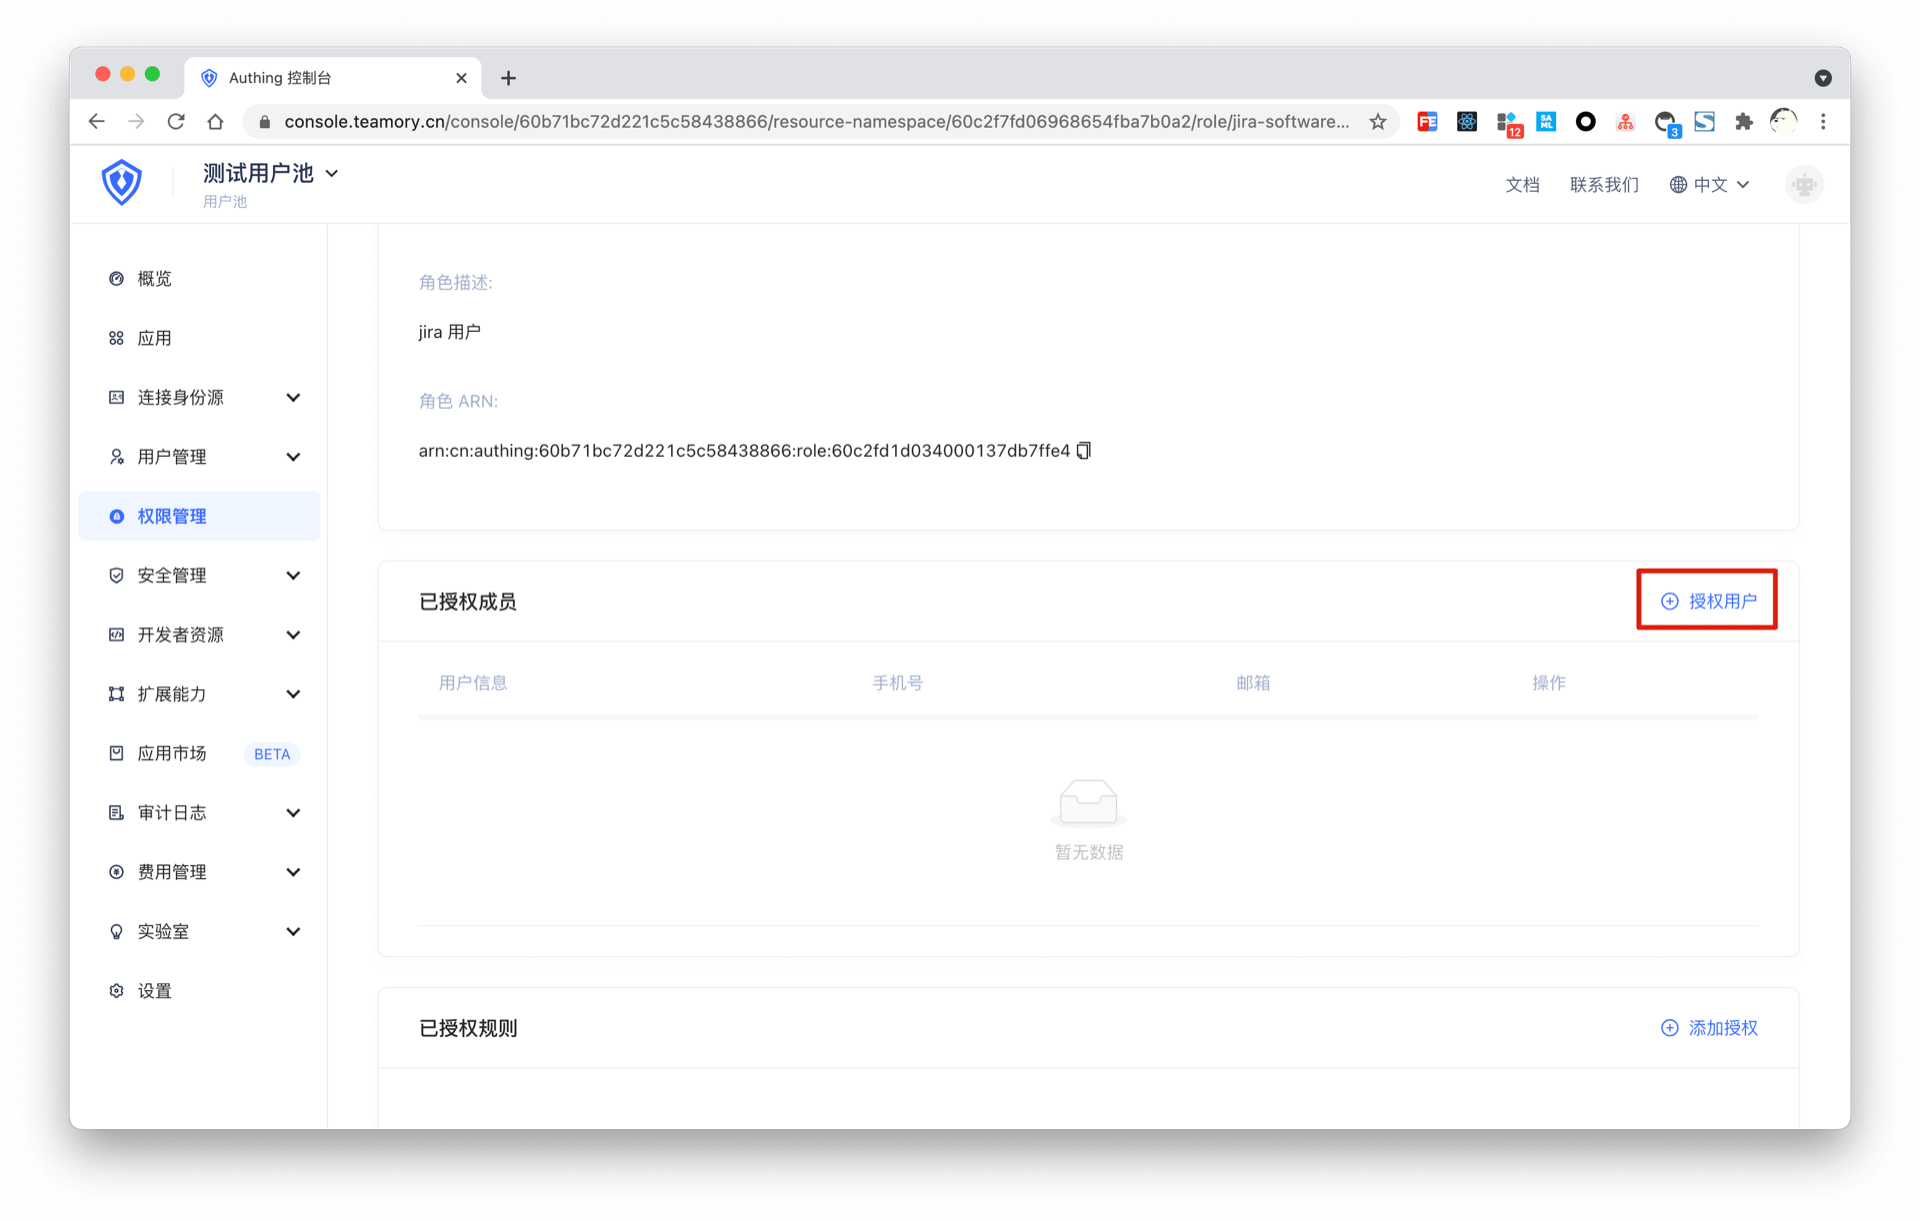 Authing 控制台
console.teamory.cn/console/60b71bc72d221c5c58438866/resource-namespace/60c2f7fd06968654fba7b0a2/role/jira-software...
FE
12
SA
ML
3
测试用户池
用户池
文档
联系我们
中文
概览
应用
连接身份源
用户管理
权限管理
安全管理
开发者资源
扩展能力
应用市场
BETA
审计日志
费用管理
实验室
设置
角色描述:
jira 用户
角色 ARN:
arn:cn:authing:60b71bc72d221c5c58438866:role:60c2fd1d034000137db7ffe4
已授权成员
授权用户
用户信息
手机号
邮箱
操作
暂无数据
已授权规则
添加授权